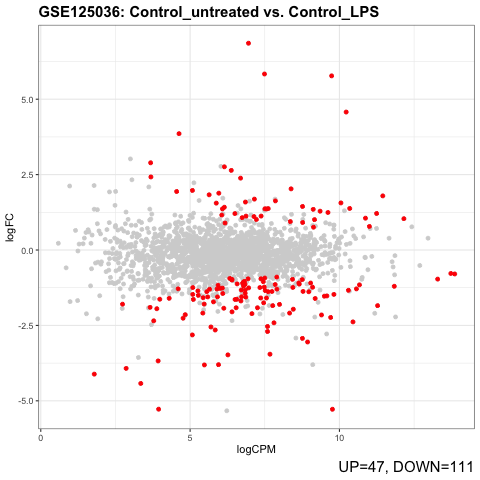 GSE125036: Control_untreated vs. Control_LPS
logFC
5.0
2.5
0.0
-2.5
-5.0
0
5
10
logCPM
UP=47, DOWN=111